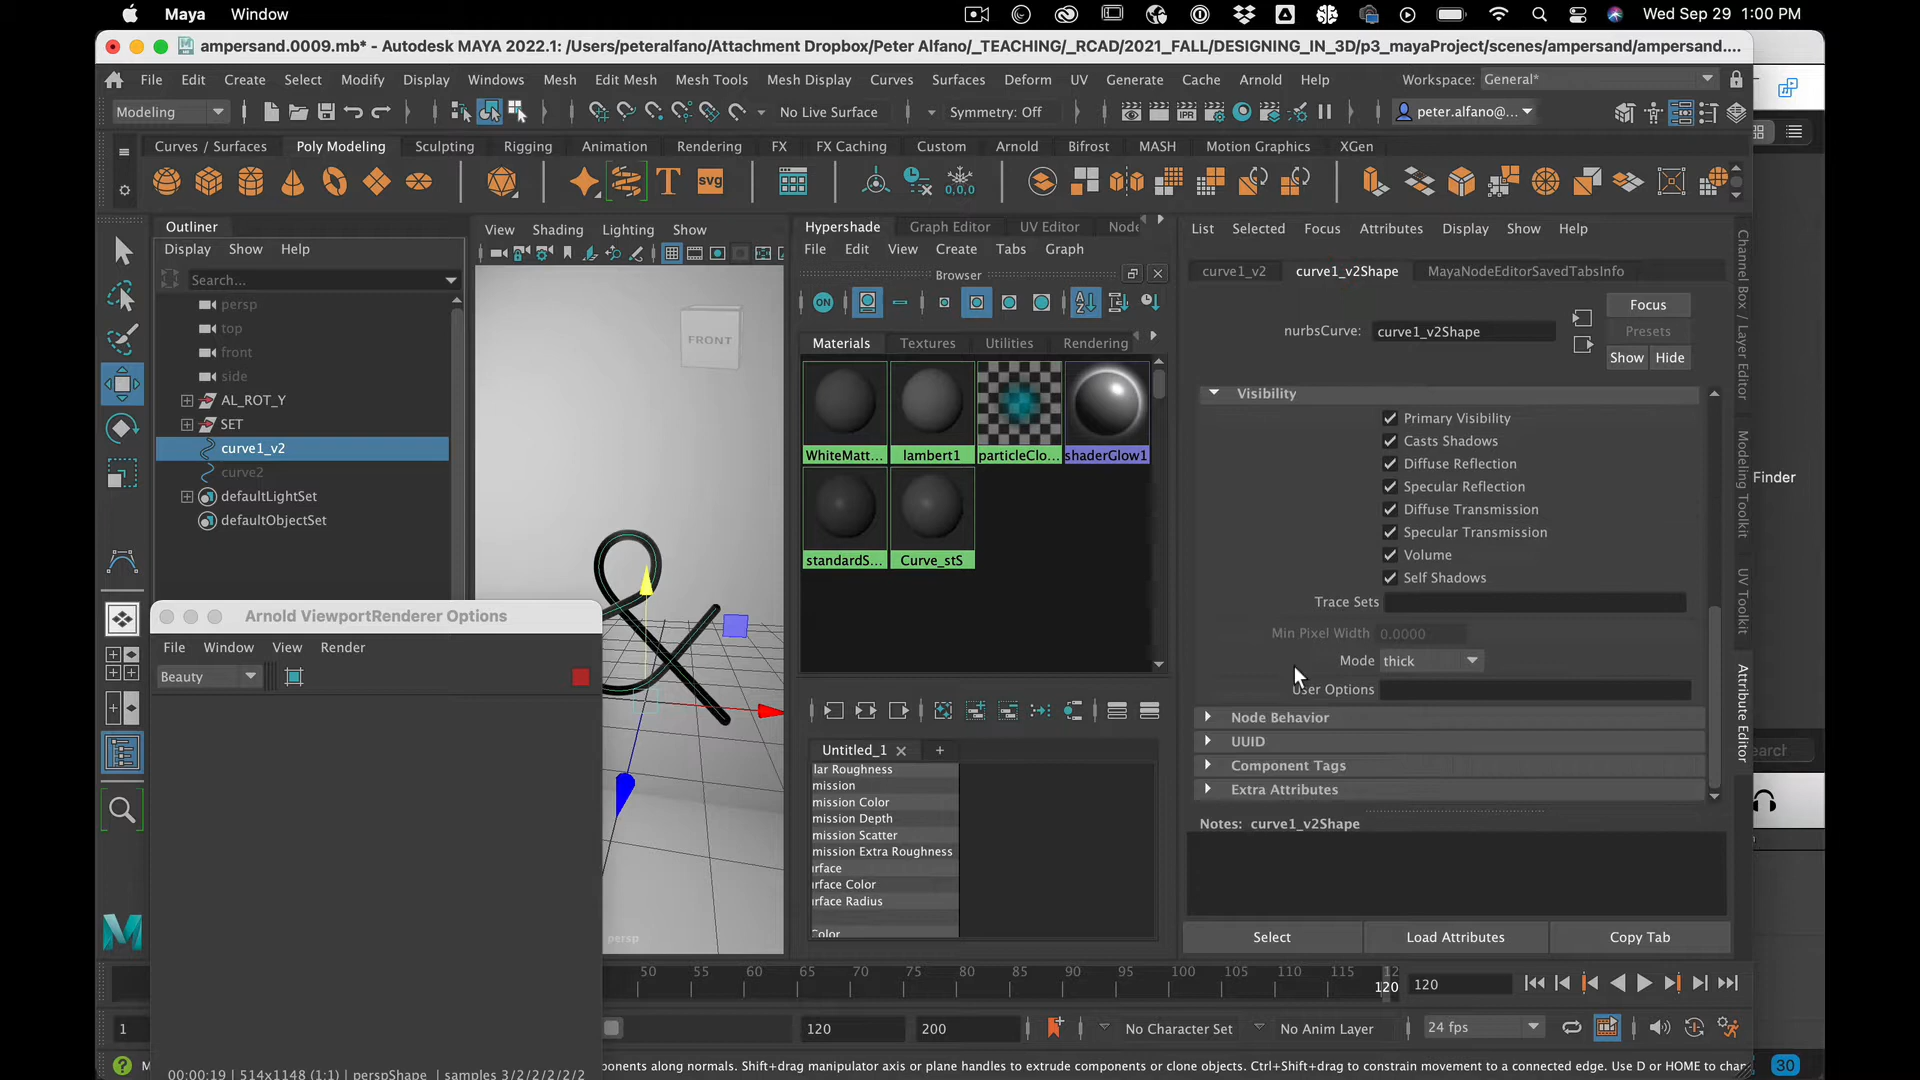 Maya Window Wed Sep 29 1:00 PM
ampersand.0009.mb* - Autodesk MAYA 2022.1: /Users/peteralfano/Attachment Dropbox/Peter Alfano/_TEACHING/_RCAD/2021_FALL/DESIGNING_IN_3D/p3_mayaProject/scenes/ampersand/ampersand....
File Edit Create Select Modify Display Windows Mesh Edit Mesh Mesh Tools Mesh Display Curves Surfaces Deform UV Generate Cache Arnold Help Workspace: General*
Modeling No Live Surface Symmetry: Off peter.alfano@...
Curves / Surfaces Poly Modeling Sculpting Rigging Animation Rendering FX FX Caching Custom Arnold Bifrost MASH Motion Graphics XGen
T svg 0,0,0
Outliner
Display Show Help
Search...
persp
top
front
side
AL_ROT_Y
SET
curve1_v2
curve2
defaultLightSet
defaultObjectSet
View Shading Lighting Show
FRONT
persp
Hypershade Graph Editor UV Editor Node
File Edit View Create Tabs Graph
Browser
ON IPR
Materials Textures Utilities Rendering
WhiteMatt... lambert1 particleClo... shaderGlow1
standardS... Curve_stS
Untitled_1 +
lar Roughness
mission
mission Color
mission Depth
mission Scatter
mission Extra Roughness
urface
urface Color
urface Radius
Color
List Selected Focus Attributes Display Show Help
curve1_v2 curve1_v2Shape MayaNodeEditorSavedTabsInfo
Focus
nurbsCurve: curve1_v2Shape Presets
Show Hide
Visibility
Primary Visibility
Casts Shadows
Diffuse Reflection
Specular Reflection
Diffuse Transmission
Specular Transmission
Volume
Self Shadows
Trace Sets
Min Pixel Width 0.0000
Mode thick
User Options
Node Behavior
UUID
Component Tags
Extra Attributes
Notes: curve1_v2Shape
Select Load Attributes Copy Tab
Channel Box / Layer Editor
Modeling Toolkit
UV Toolkit
Attribute Editor
Finder
earch
Arnold ViewportRenderer Options
File Window View Render
Beauty
00:00:19 | 514x1148 (1:1) | perspShape | samples 3/2/2/2/2/2
50 55 60 65 70 75 80 85 90 95 100 105 110 115 12
120 120
1 120 200 No Character Set No Anim Layer 24 fps
M
ponents along normals. Shift+drag manipulator axis or plane handles to extrude components or clone objects. Ctrl+Shift+drag to constrain movement to a connected edge. Use D or HOME to char 30